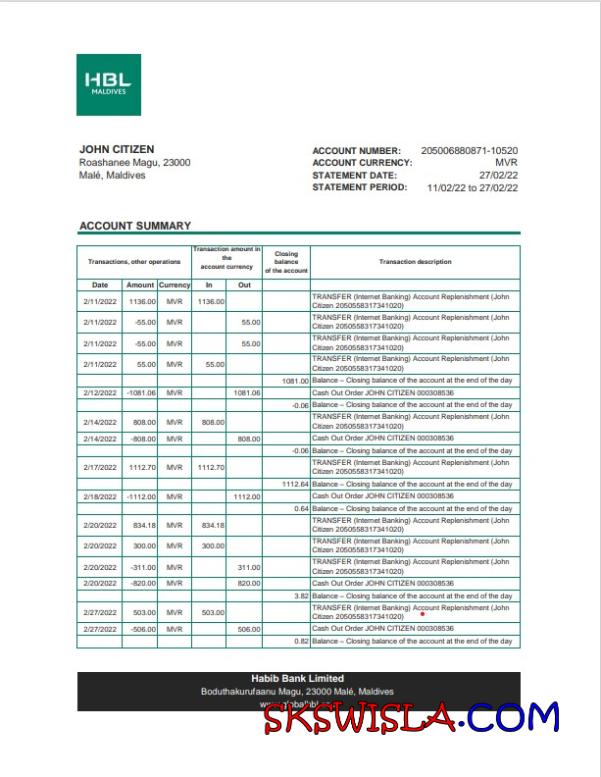 HBL
MALDIVES
JOHN CITIZEN
Roashanee Magu, 23000
Malé, Maldives
ACCOUNT NUMBER: 205006880871-10520
ACCOUNT CURRENCY: MVR
STATEMENT DATE: 27/02/22
STATEMENT PERIOD: 11/02/22 to 27/02/22
ACCOUNT SUMMARY
Transactions, other operations
Transaction amount in
the
account currency
Closing
balance
of the account
Transaction description
Date Amount Currency In Out
2/11/2022 1136.00 MVR 1136.00 TRANSFER (Internet Banking) Account Replenishment (John
Citizen 2050558317341020)
2/11/2022 -55.00 MVR 55.00 TRANSFER (Internet Banking) Account Replenishment (John
Citizen 2050558317341020)
2/11/2022 -55.00 MVR 55.00 TRANSFER (Internet Banking) Account Replenishment (John
Citizen 2050558317341020)
2/11/2022 55.00 MVR 55.00 TRANSFER (Internet Banking) Account Replenishment (John
Citizen 2050558317341020)
1081.00 Balance – Closing balance of the account at the end of the day
2/12/2022 -1081.06 MVR 1081.06 Cash Out Order JOHN CITIZEN 000308536
-0.06 Balance – Closing balance of the account at the end of the day
2/14/2022 808.00 MVR 808.00 TRANSFER (Internet Banking) Account Replenishment (John
Citizen 2050558317341020)
2/14/2022 -808.00 MVR 808.00 Cash Out Order JOHN CITIZEN 000308536
-0.06 Balance – Closing balance of the account at the end of the day
2/17/2022 1112.70 MVR 1112.70 TRANSFER (Internet Banking) Account Replenishment (John
Citizen 2050558317341020)
1112.64 Balance – Closing balance of the account at the end of the day
2/18/2022 -1112.00 MVR 1112.00 Cash Out Order JOHN CITIZEN 000308536
0.64 Balance – Closing balance of the account at the end of the day
2/20/2022 834.18 MVR 834.18 TRANSFER (Internet Banking) Account Replenishment (John
Citizen 2050558317341020)
2/20/2022 300.00 MVR 300.00 TRANSFER (Internet Banking) Account Replenishment (John
Citizen 2050558317341020)
2/20/2022 -311.00 MVR 311.00 TRANSFER (Internet Banking) Account Replenishment (John
Citizen 2050558317341020)
2/20/2022 -820.00 MVR 820.00 Cash Out Order JOHN CITIZEN 000308536
3.82 Balance – Closing balance of the account at the end of the day
2/27/2022 503.00 MVR 503.00 TRANSFER (Internet Banking) Account Replenishment (John
Citizen 2050558317341020)
2/27/2022 -506.00 MVR 506.00 Cash Out Order JOHN CITIZEN 000308536
0.82 Balance – Closing balance of the account at the end of the day
Habib Bank Limited
Boduthakurufaanu Magu, 23000 Malé, Maldives
SKSWISLA.COM